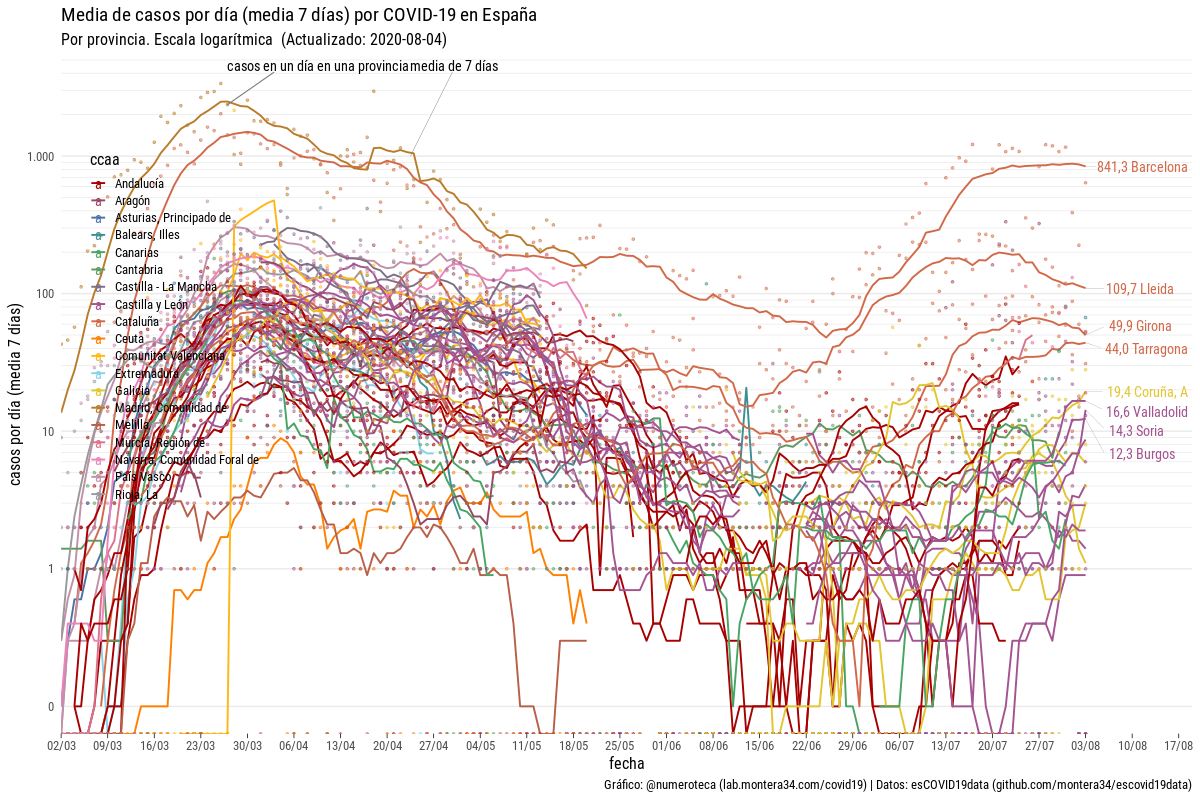 Media de casos por día (media 7 días) por COVID-19 en España
Por provincia. Escala logarítmica (Actualizado: 2020-08-04)
casos en un día en una provincia
media de 7 días
casos por día (media 7 días)
1.000
100
10
1
0
ccaa
Andalucía
Aragón
Asturias, Principado de
Balears, Illes
Canarias
Cantabria
Castilla - La Mancha
Castilla y León
Cataluña
Ceuta
Comunitat Valenciana
Extremadura
Galicia
Madrid, Comunidad de
Melilla
Murcia, Región de
Navarra, Comunidad Foral de
País Vasco
Rioja, La
841,3 Barcelona
109,7 Lleida
49,9 Girona
44,0 Tarragona
19,4 Coruña, A
16,6 Valladolid
14,3 Soria
12,3 Burgos
02/03 09/03 16/03 23/03 30/03 06/04 13/04 20/04 27/04 04/05 11/05 18/05 25/05 01/06 08/06 15/06 22/06 29/06 06/07 13/07 20/07 27/07 03/08 10/08 17/08
fecha
Gráfico: @numeroteca (lab.montera34.com/covid19) | Datos: esCOVID19data (github.com/montera34/escovid19data)